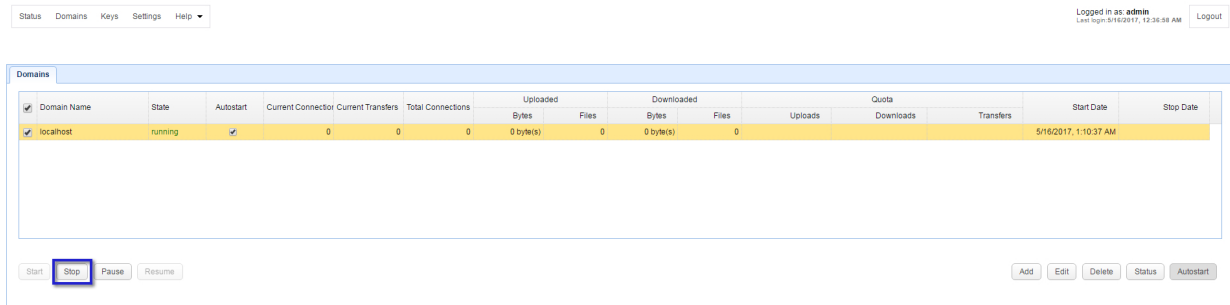 Status Domains Keys Settings Help
Logged in as: admin
Last login:5/16/2017, 12:36:58 AM
Logout
Domains
Domain Name State Autostart Current Connection Current Transfers Total Connections Uploaded Downloaded Quota Start Date Stop Date
Bytes Files Bytes Files Uploads Downloads Transfers
localhost running 0 0 0 0 byte(s) 0 0 byte(s) 0 5/16/2017, 1:10:37 AM
Start Stop Pause Resume Add Edit Delete Status Autostart